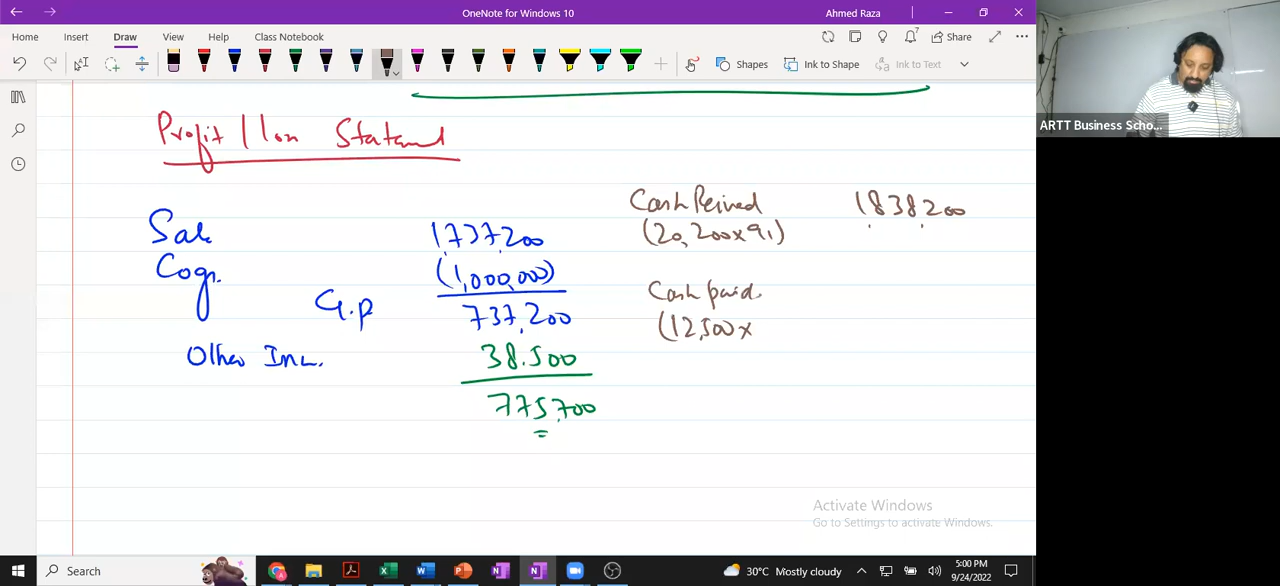 OneNote for Windows 10
Ahmed Raza
Home Insert Draw View Help Class Notebook
Share
Shapes Ink to Shape Ink to Text
ARTT Business Scho...
Profit / loss Statement
Cash Received 1838200
(20,200×91)
Sale 1,737,200
Cogs. (1,000,000)
Cash paid
(12,500×
G.p 737,200
Other Inc. 38,500
775,700
Activate Windows
Go to Settings to activate Windows.
Search
30°C Mostly cloudy
5:00 PM
9/24/2022